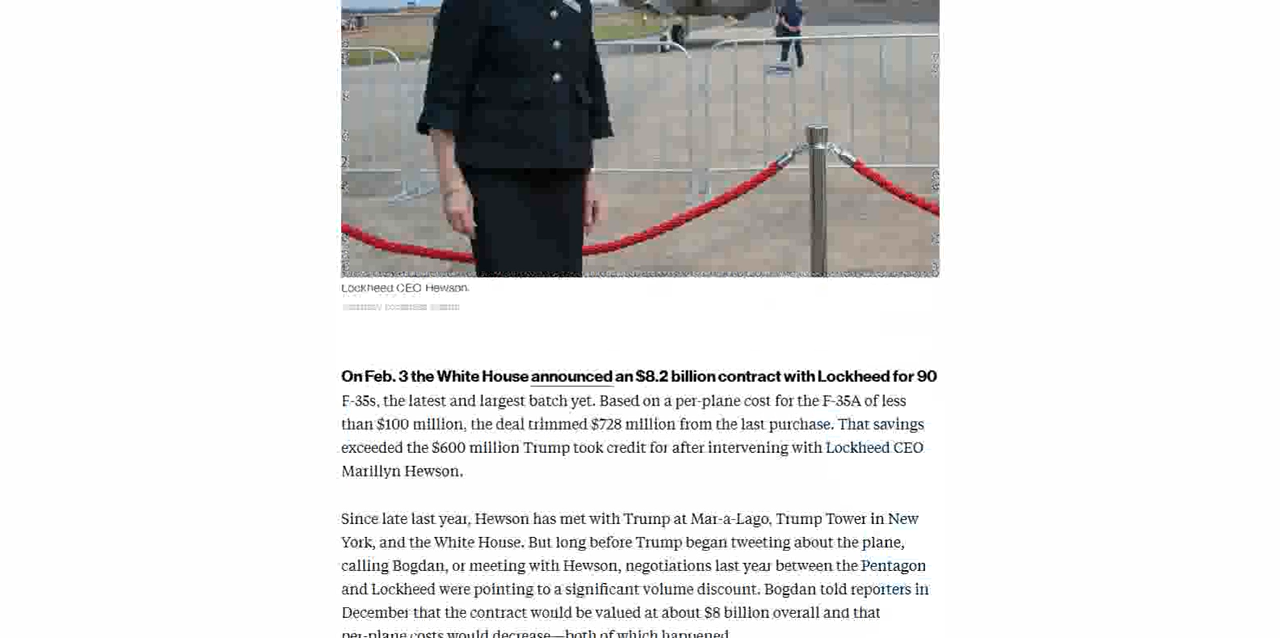 Lockheed CEO Hewson.
On Feb. 3 the White House announced an $8.2 billion contract with Lockheed for 90
F-35s, the latest and largest batch yet. Based on a per-plane cost for the F-35A of less
than $100 million, the deal trimmed $728 million from the last purchase. That savings
exceeded the $600 million Trump took credit for after intervening with Lockheed CEO
Marillyn Hewson.
Since late last year, Hewson has met with Trump at Mar-a-Lago, Trump Tower in New
York, and the White House. But long before Trump began tweeting about the plane,
calling Bogdan, or meeting with Hewson, negotiations last year between the Pentagon
and Lockheed were pointing to a significant volume discount. Bogdan told reporters in
December that the contract would be valued at about $8 billion overall and that
per-plane costs would decrease—both of which happened.